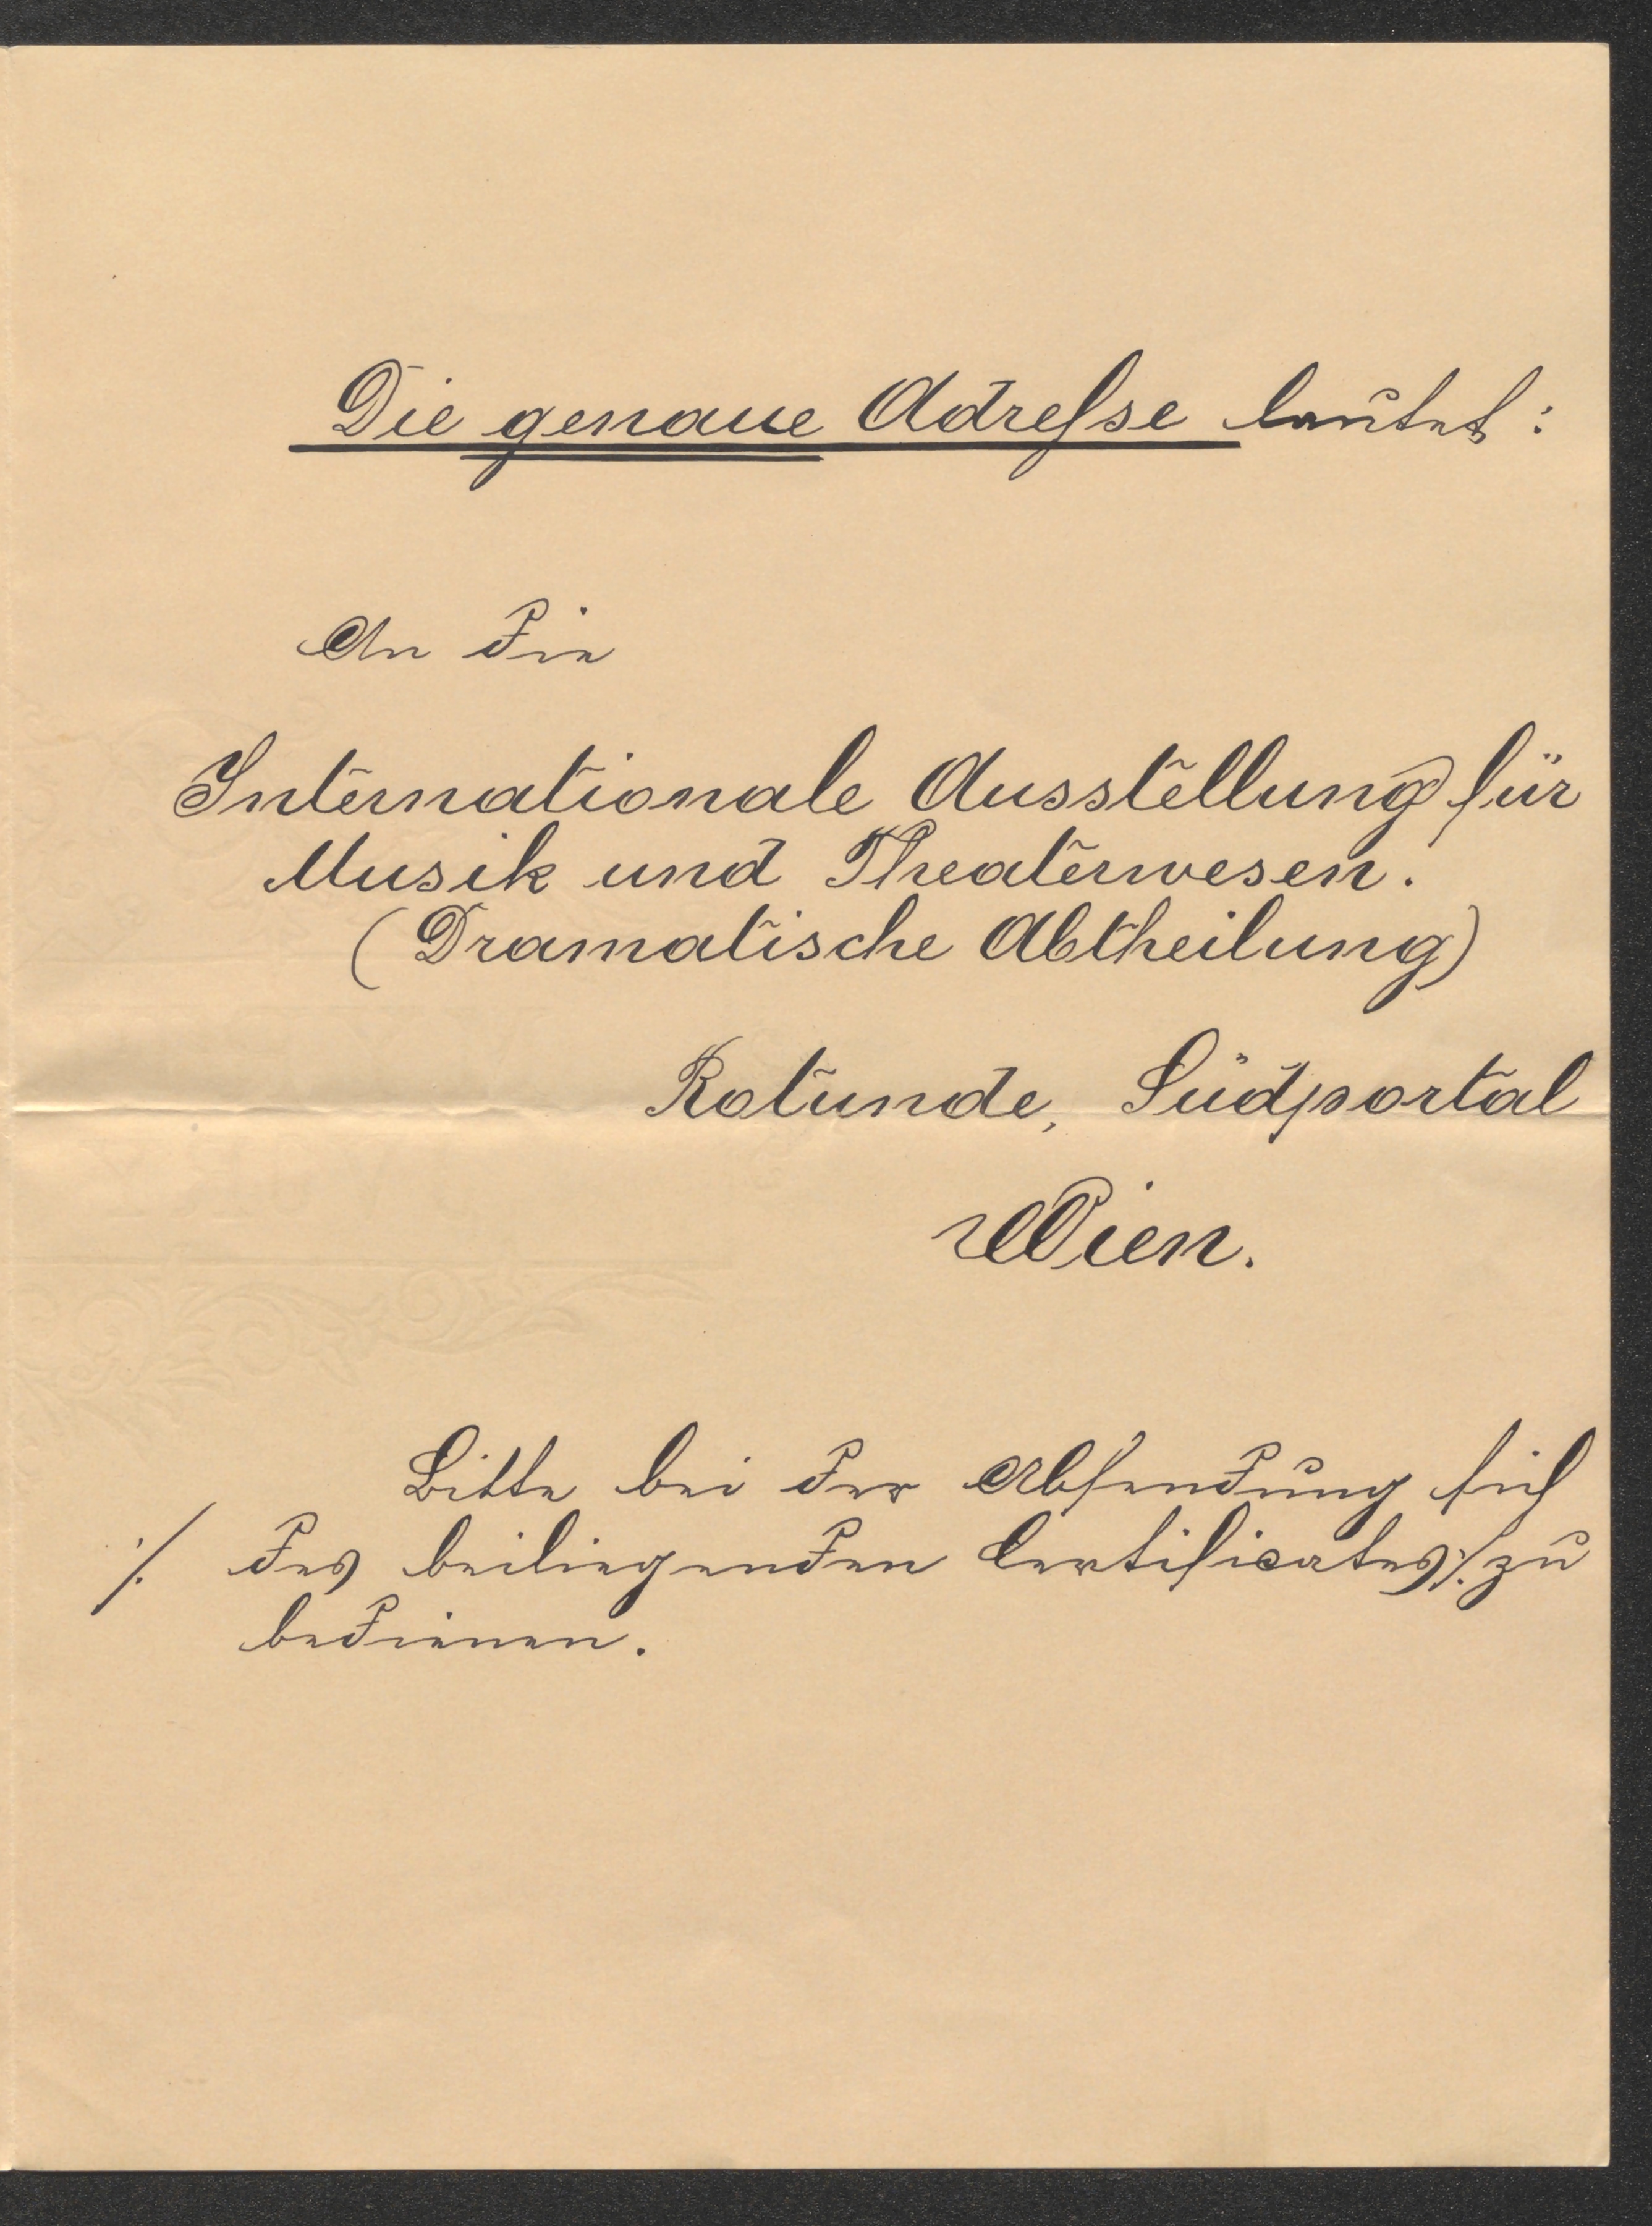 Die genaue Adresse lautet:
An die
Internationale Ausstellung für
Musik und Theaterwesen.
(Dramatische Abtheilung)
Rotunde, Südportal
Wien.
Bitte bei der Absendung sich
·/. des beiliegenden Certificates ·/. zu
bedienen.